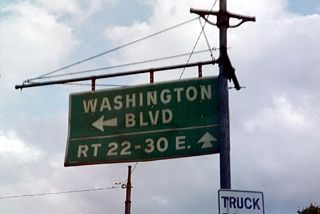 WASHINGTON
BLVD
RT 22-30 E.
TRUCK